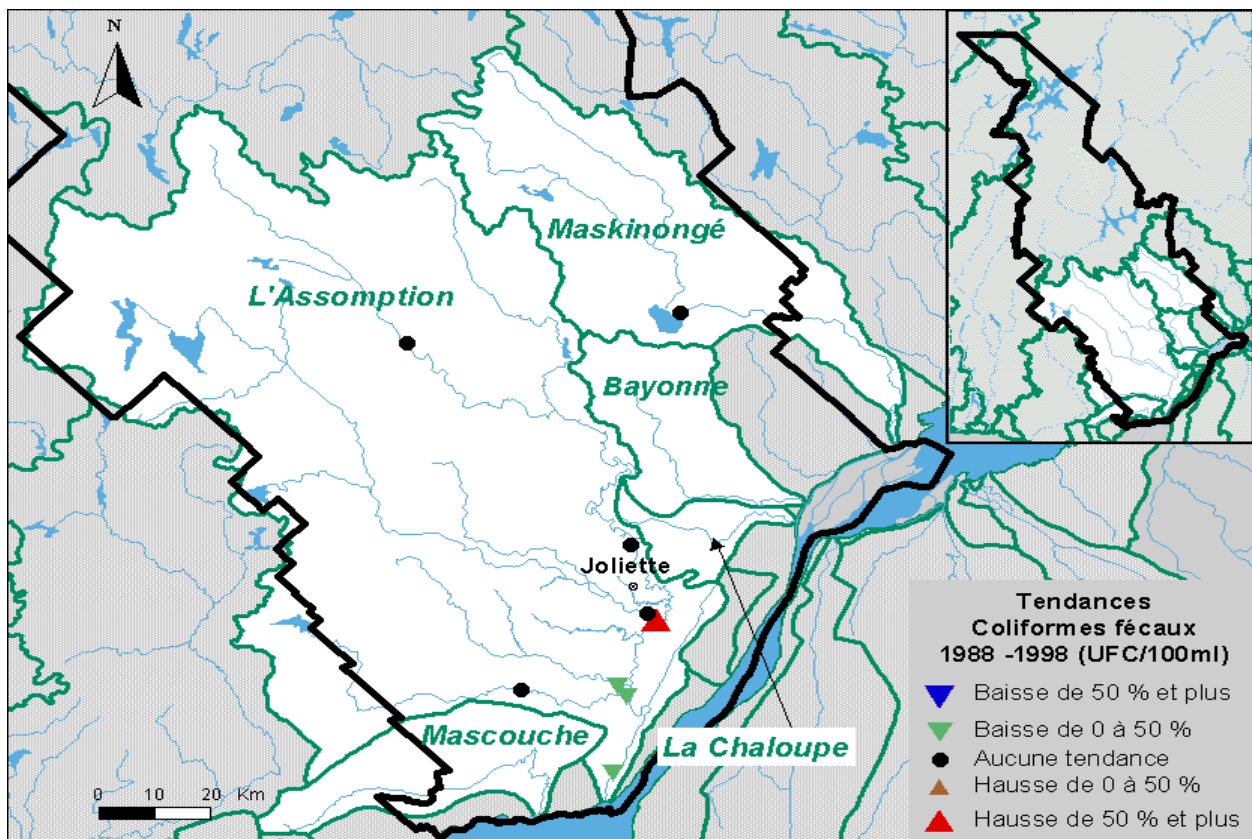 N
Maskinongé
L'Assomption
Bayonne
Joliette
Mascouche
La Chaloupe
0 10 20 Km
Tendances
Coliformes fécaux
1988 -1998 (UFC/100ml)
Baisse de 50 % et plus
Baisse de 0 à 50 %
Aucune tendance
Hausse de 0 à 50 %
Hausse de 50 % et plus